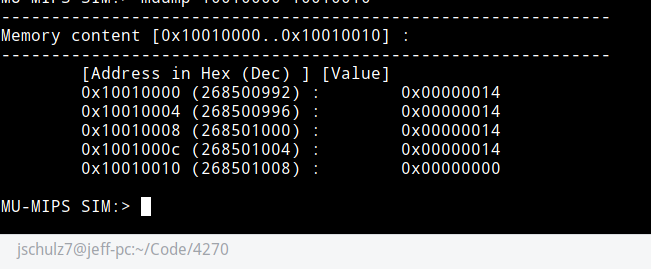 MU-MIPS SIM:> mdump 10010000 10010010
-------------------------------------------------------------
Memory content [0x10010000..0x10010010] :
-------------------------------------------------------------
[Address in Hex (Dec) ] [Value]
0x10010000 (268500992) : 0x00000014
0x10010004 (268500996) : 0x00000014
0x10010008 (268501000) : 0x00000014
0x1001000c (268501004) : 0x00000014
0x10010010 (268501008) : 0x00000000
MU-MIPS SIM:>
jschulz7@jeff-pc:~/Code/4270